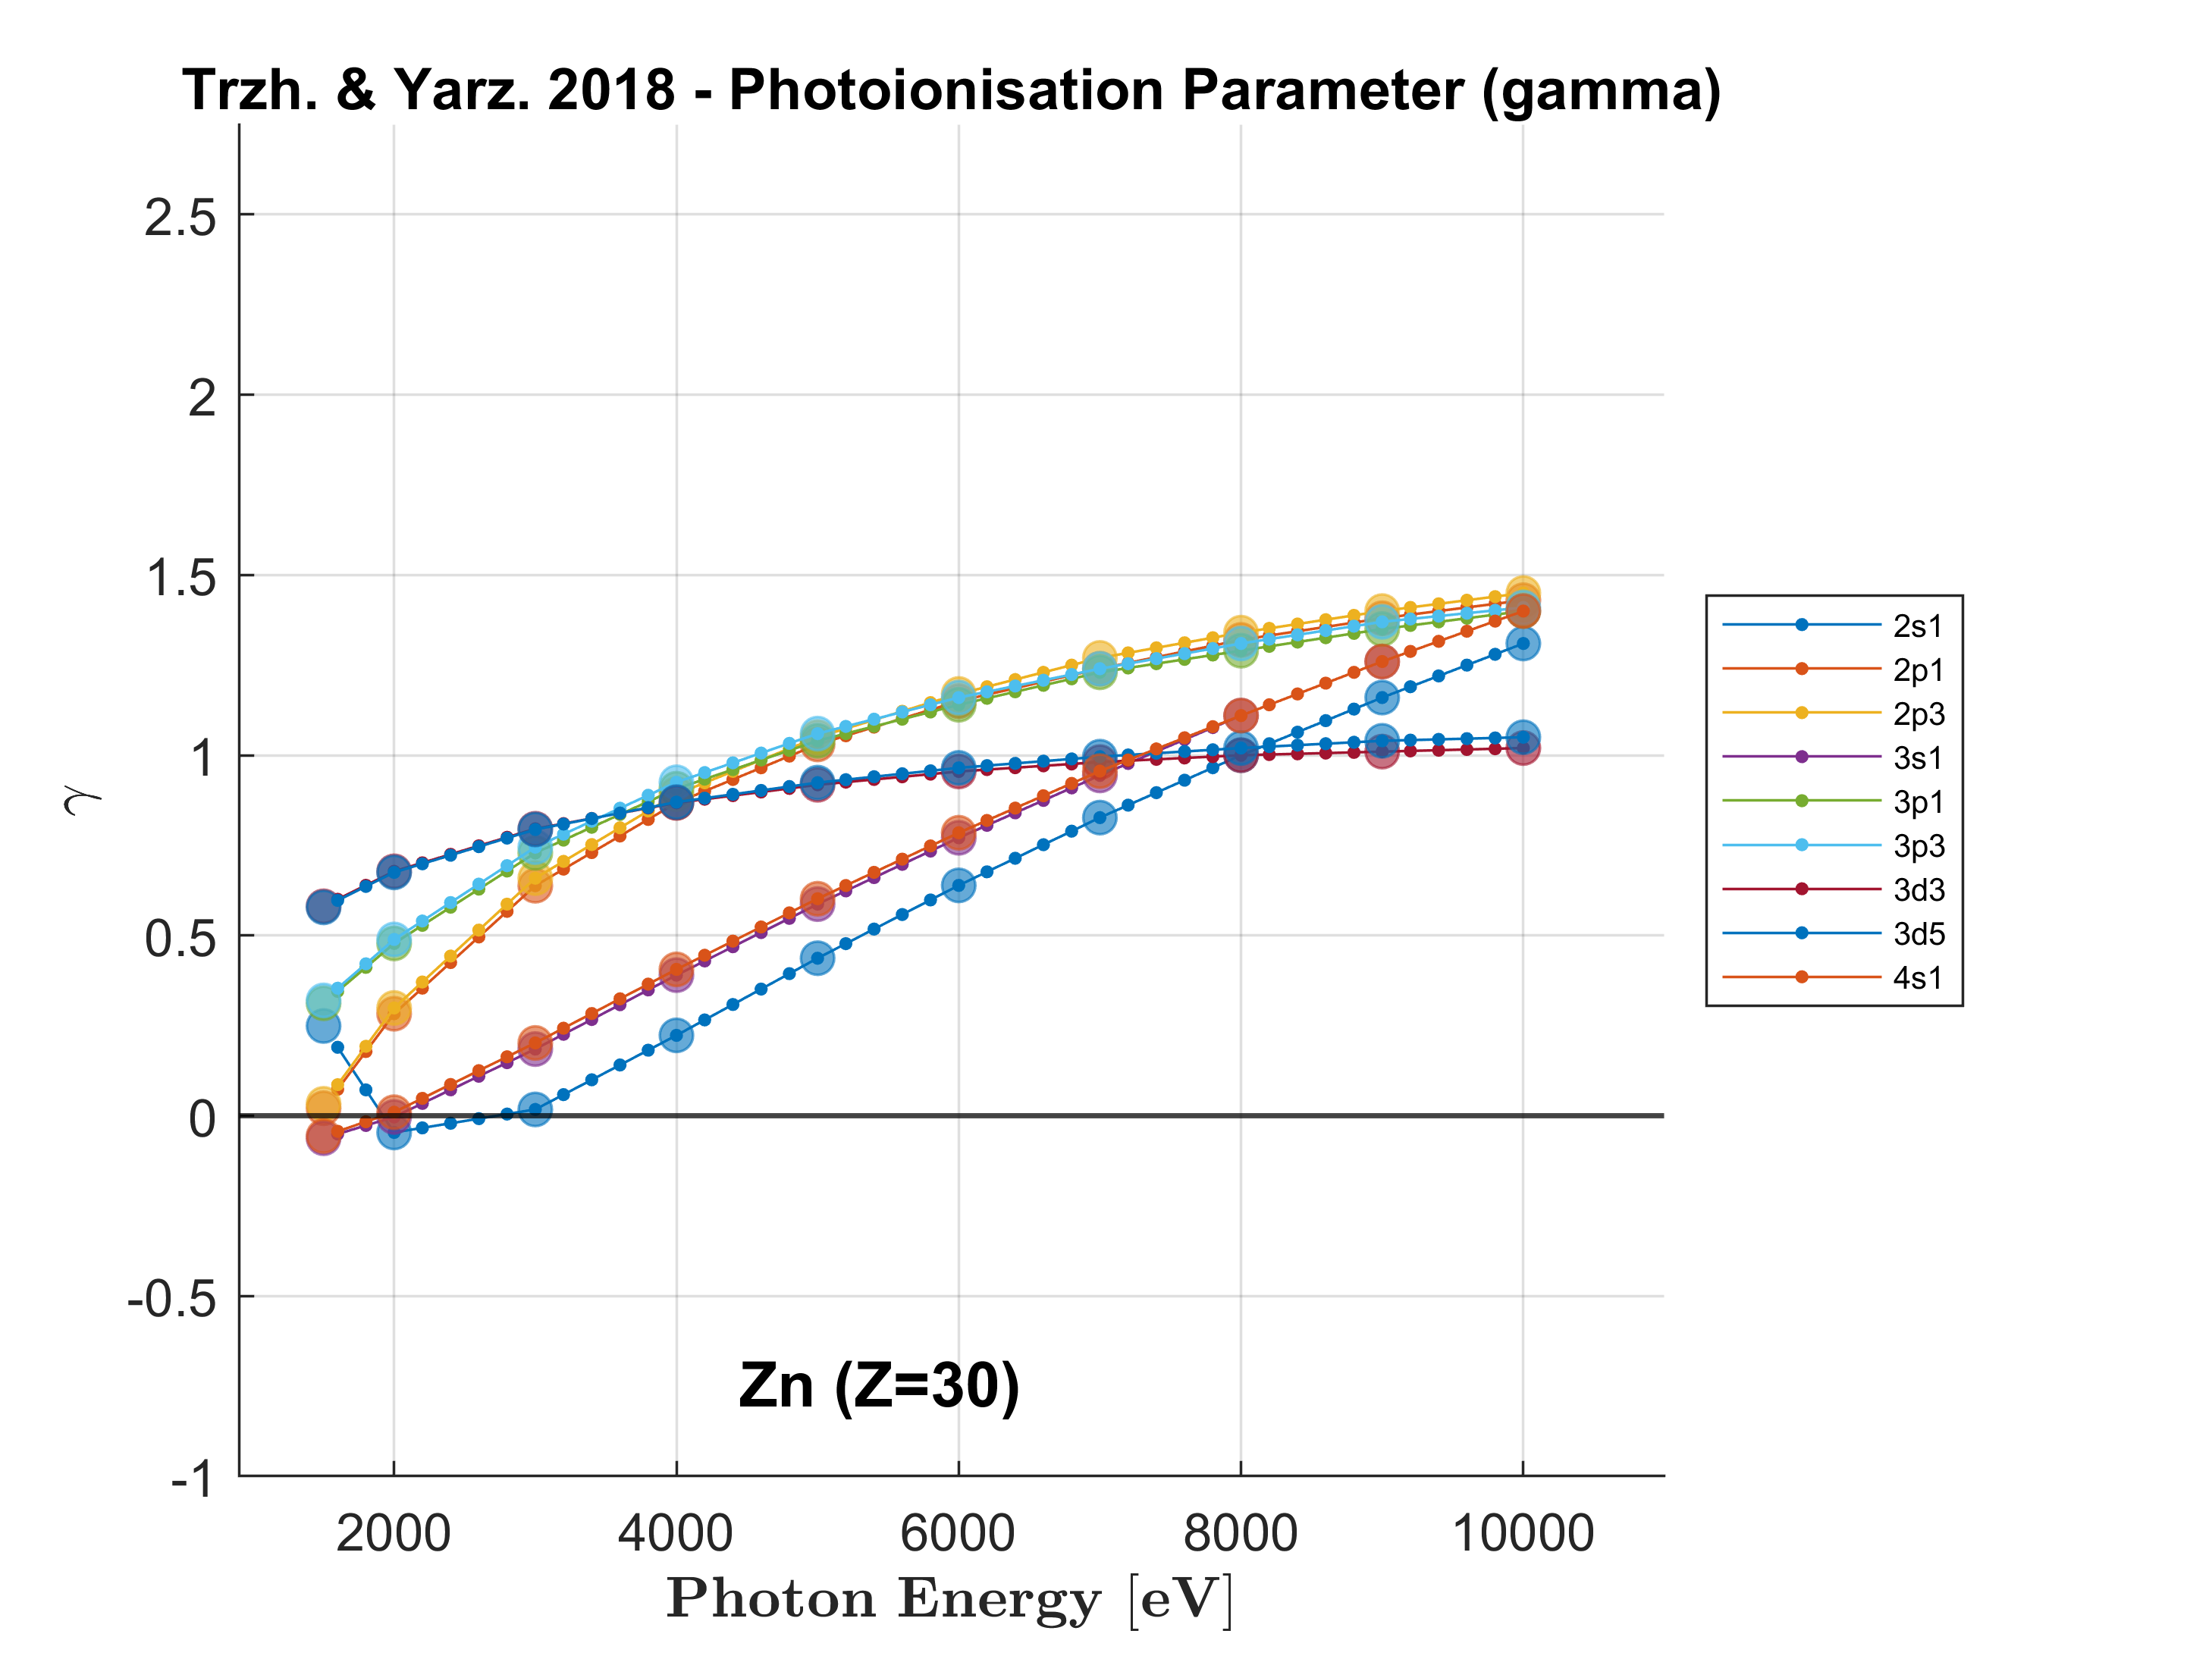 Trzh. & Yarz. 2018 - Photoionisation Parameter (gamma)
2.5
2
1.5
1
0.5
0
-0.5
-1
γ
2s1
2p1
2p3
3s1
3p1
3p3
3d3
3d5
4s1
Zn (Z=30)
2000 4000 6000 8000 10000
Photon Energy [eV]